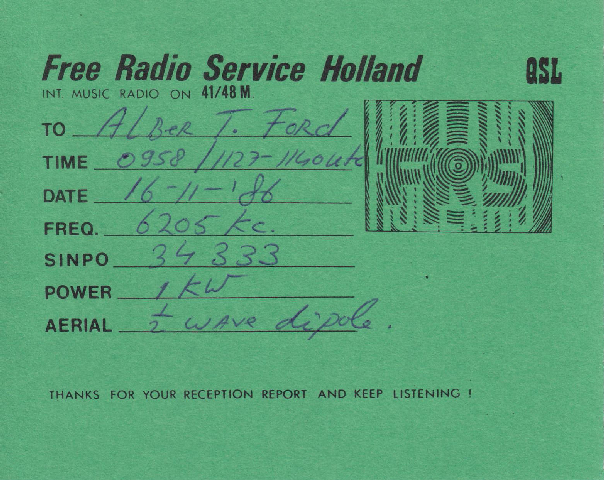 Free Radio Service Holland
QSL
INT MUSIC RADIO ON 41/48 M
TO Alber T. Ford
TIME 0958 / 1127-1140 utc
DATE 16-11-'86
FREQ. 6205 kc.
FRS
SINPO 34 333
POWER 1 KW
AERIAL 1/2 wave dipole.
THANKS FOR YOUR RECEPTION REPORT AND KEEP LISTENING !